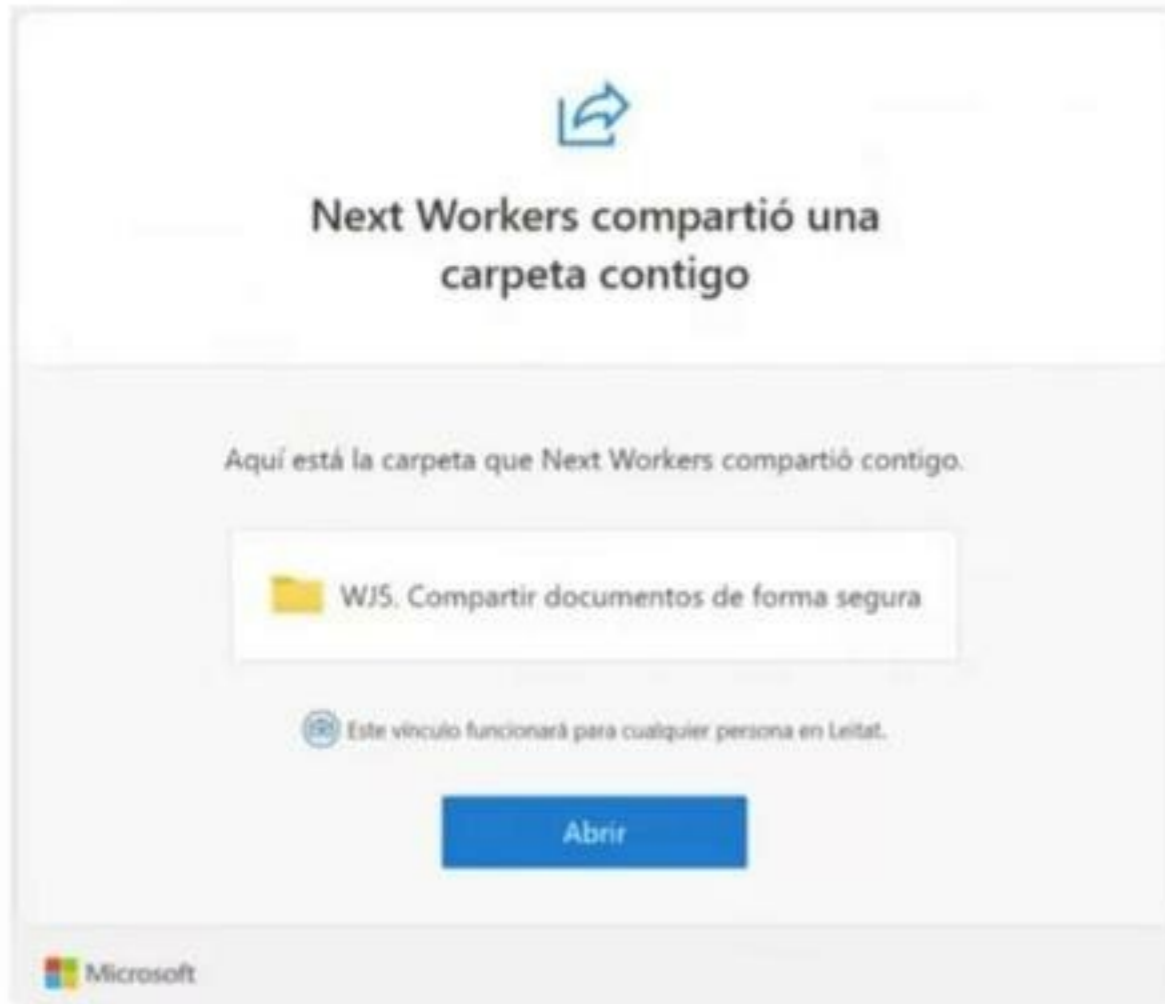 Next Workers compartió una
carpeta contigo
Aquí está la carpeta que Next Workers compartió contigo.
WJ5. Compartir documentos de forma segura
Este vínculo funcionará para cualquier persona en Leitat.
Abrir
Microsoft